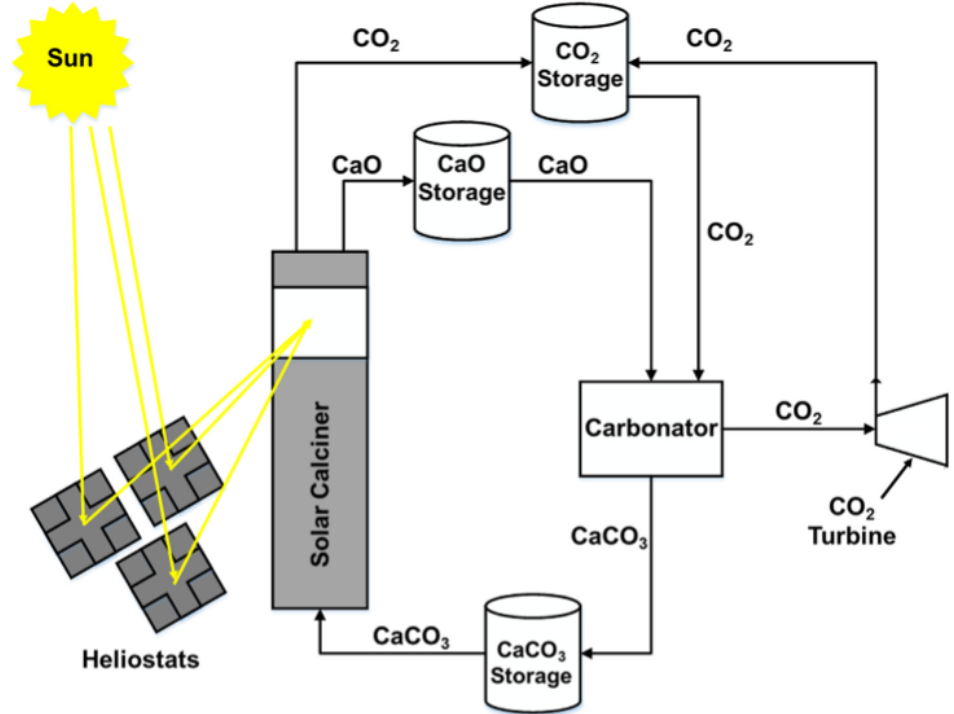 Sun
CO₂
CO₂
Storage
CO₂
CaO
CaO
Storage
CaO
CO₂
Solar Calciner
Carbonator
CO₂
CO₂
Turbine
CaCO₃
CaCO₃
CaCO₃
Storage
Heliostats